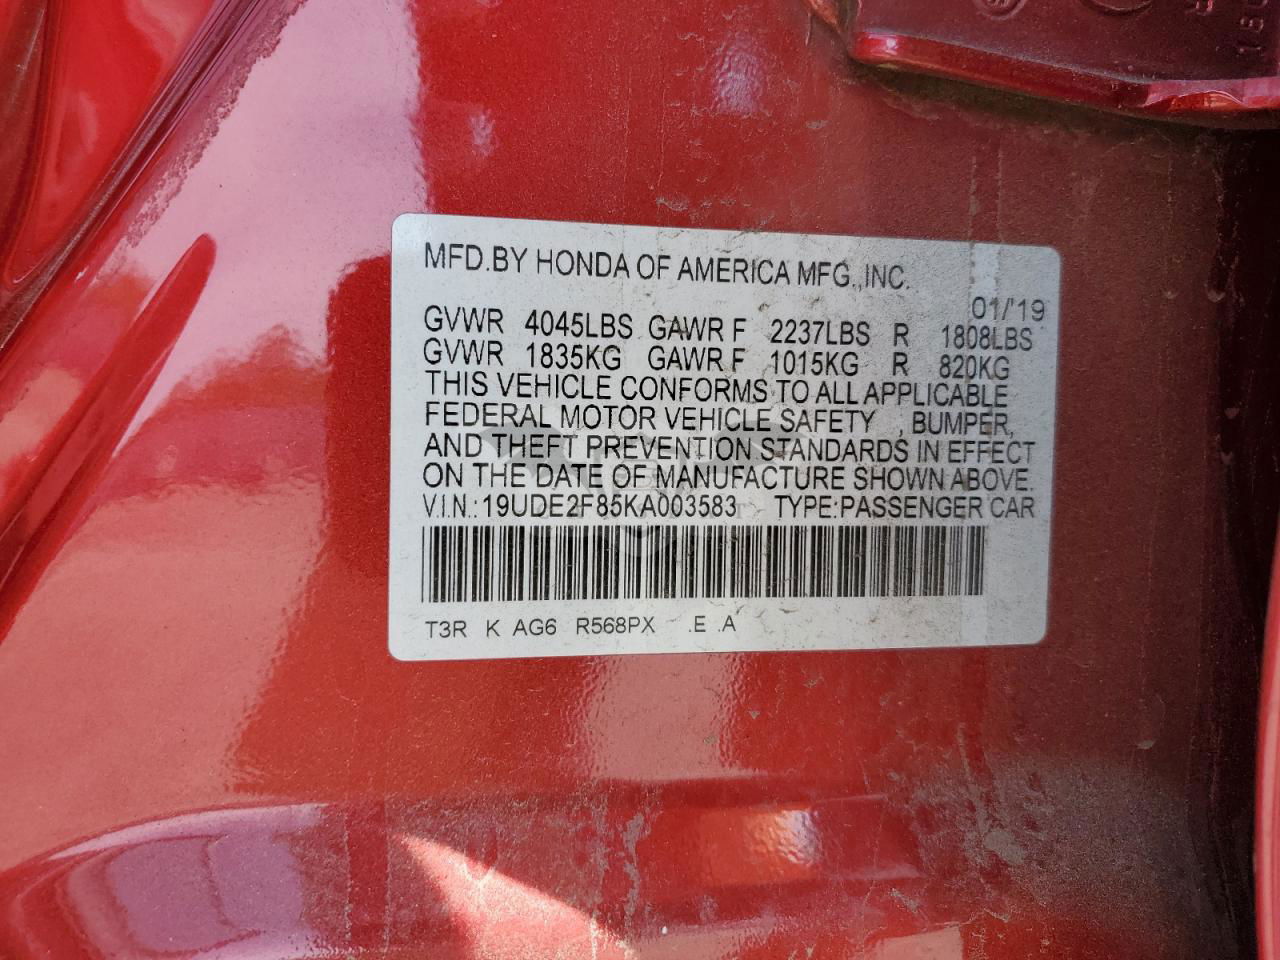 MFD.BY HONDA OF AMERICA MFG.,INC.
01/'19
GVWR 4045LBS GAWR F 2237LBS R 1808LBS
GVWR 1835KG GAWR F 1015KG R 820KG
THIS VEHICLE CONFORMS TO ALL APPLICABLE
FEDERAL MOTOR VEHICLE SAFETY , BUMPER,
AND THEFT PREVENTION STANDARDS IN EFFECT
ON THE DATE OF MANUFACTURE SHOWN ABOVE.
V.I.N.:19UDE2F85KA003583 TYPE:PASSENGER CAR
T3R K AG6 R568PX .E .A